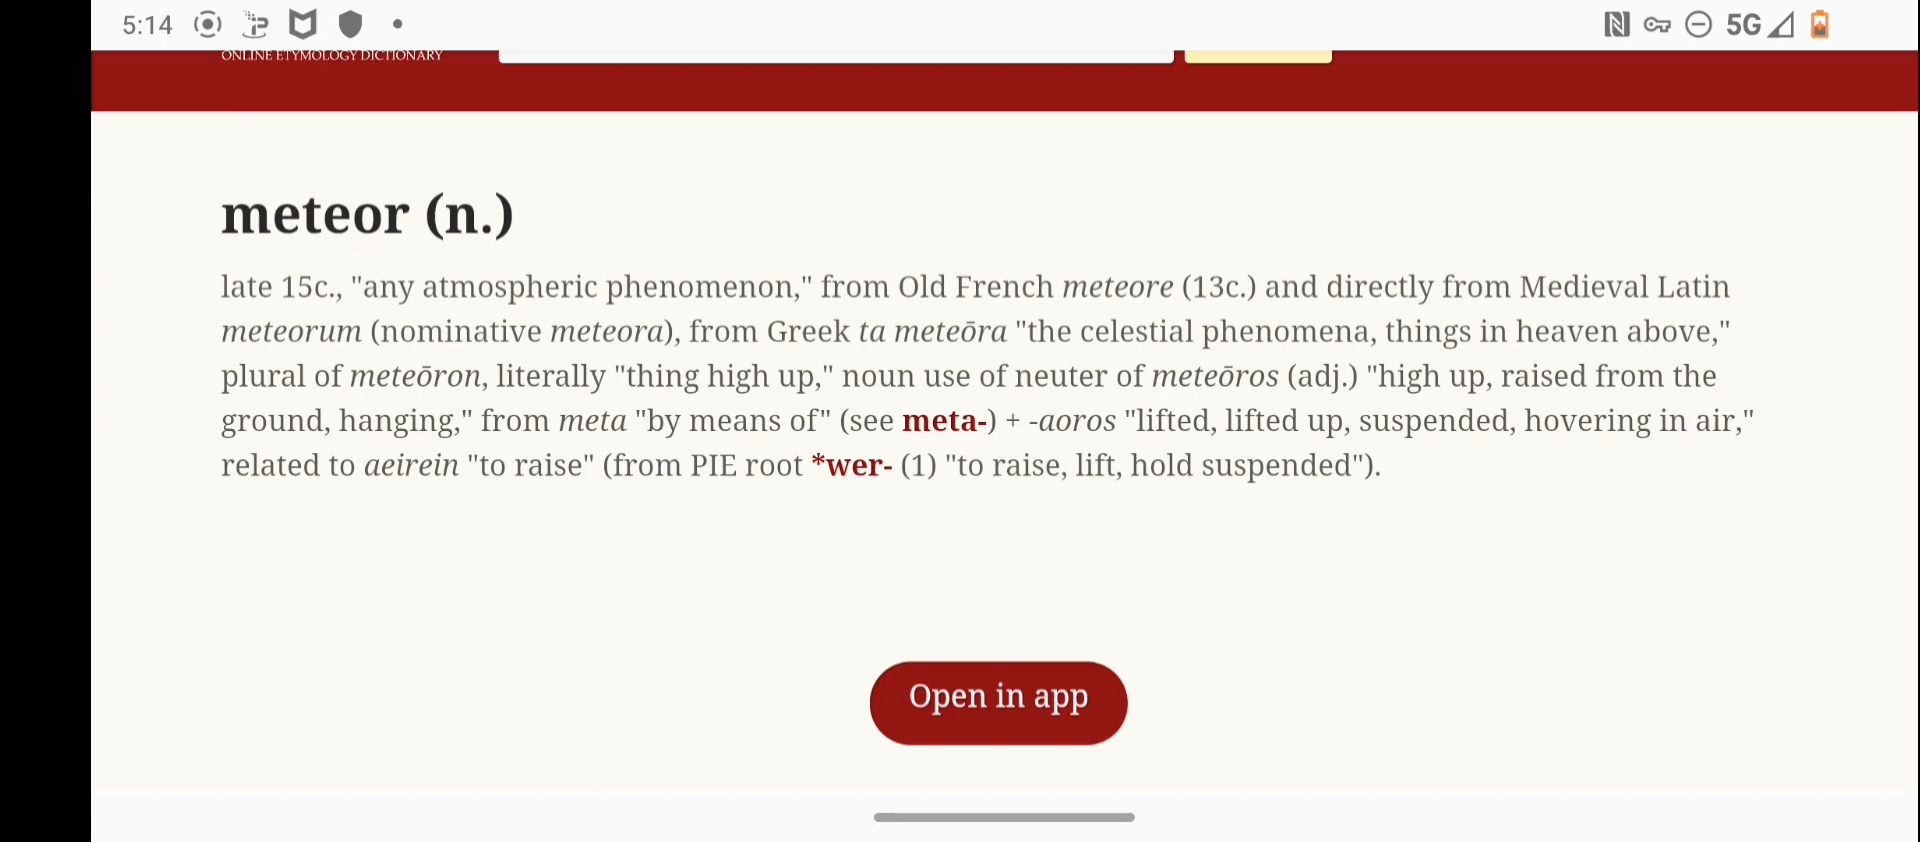 5:14 5G
ONLINE ETYMOLOGY DICTIONARY
meteor (n.)
late 15c., "any atmospheric phenomenon," from Old French meteore (13c.) and directly from Medieval Latin
meteorum (nominative meteora), from Greek ta meteōra "the celestial phenomena, things in heaven above,"
plural of meteōron, literally "thing high up," noun use of neuter of meteōros (adj.) "high up, raised from the
ground, hanging," from meta "by means of" (see meta-) + -aoros "lifted, lifted up, suspended, hovering in air,"
related to aeirein "to raise" (from PIE root *wer- (1) "to raise, lift, hold suspended").
Open in app